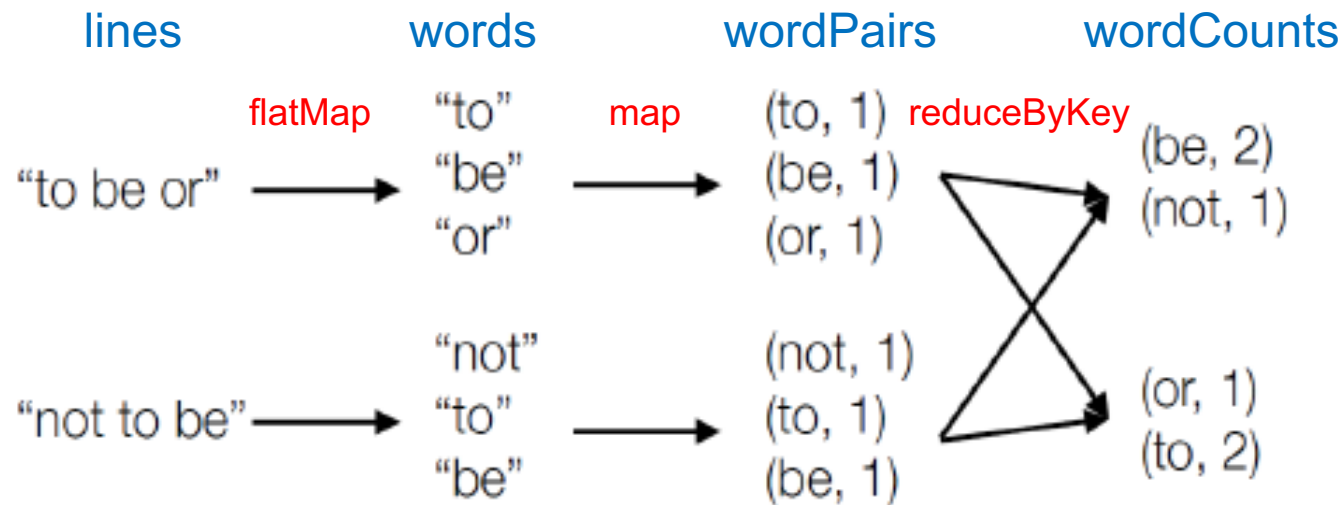 lines words wordPairs wordCounts
flatMap map reduceByKey
“to be or”
“to”
“be”
“or”
(to, 1)
(be, 1)
(or, 1)
(be, 2)
(not, 1)
“not to be”
“not”
“to”
“be”
(not, 1)
(to, 1)
(be, 1)
(or, 1)
(to, 2)